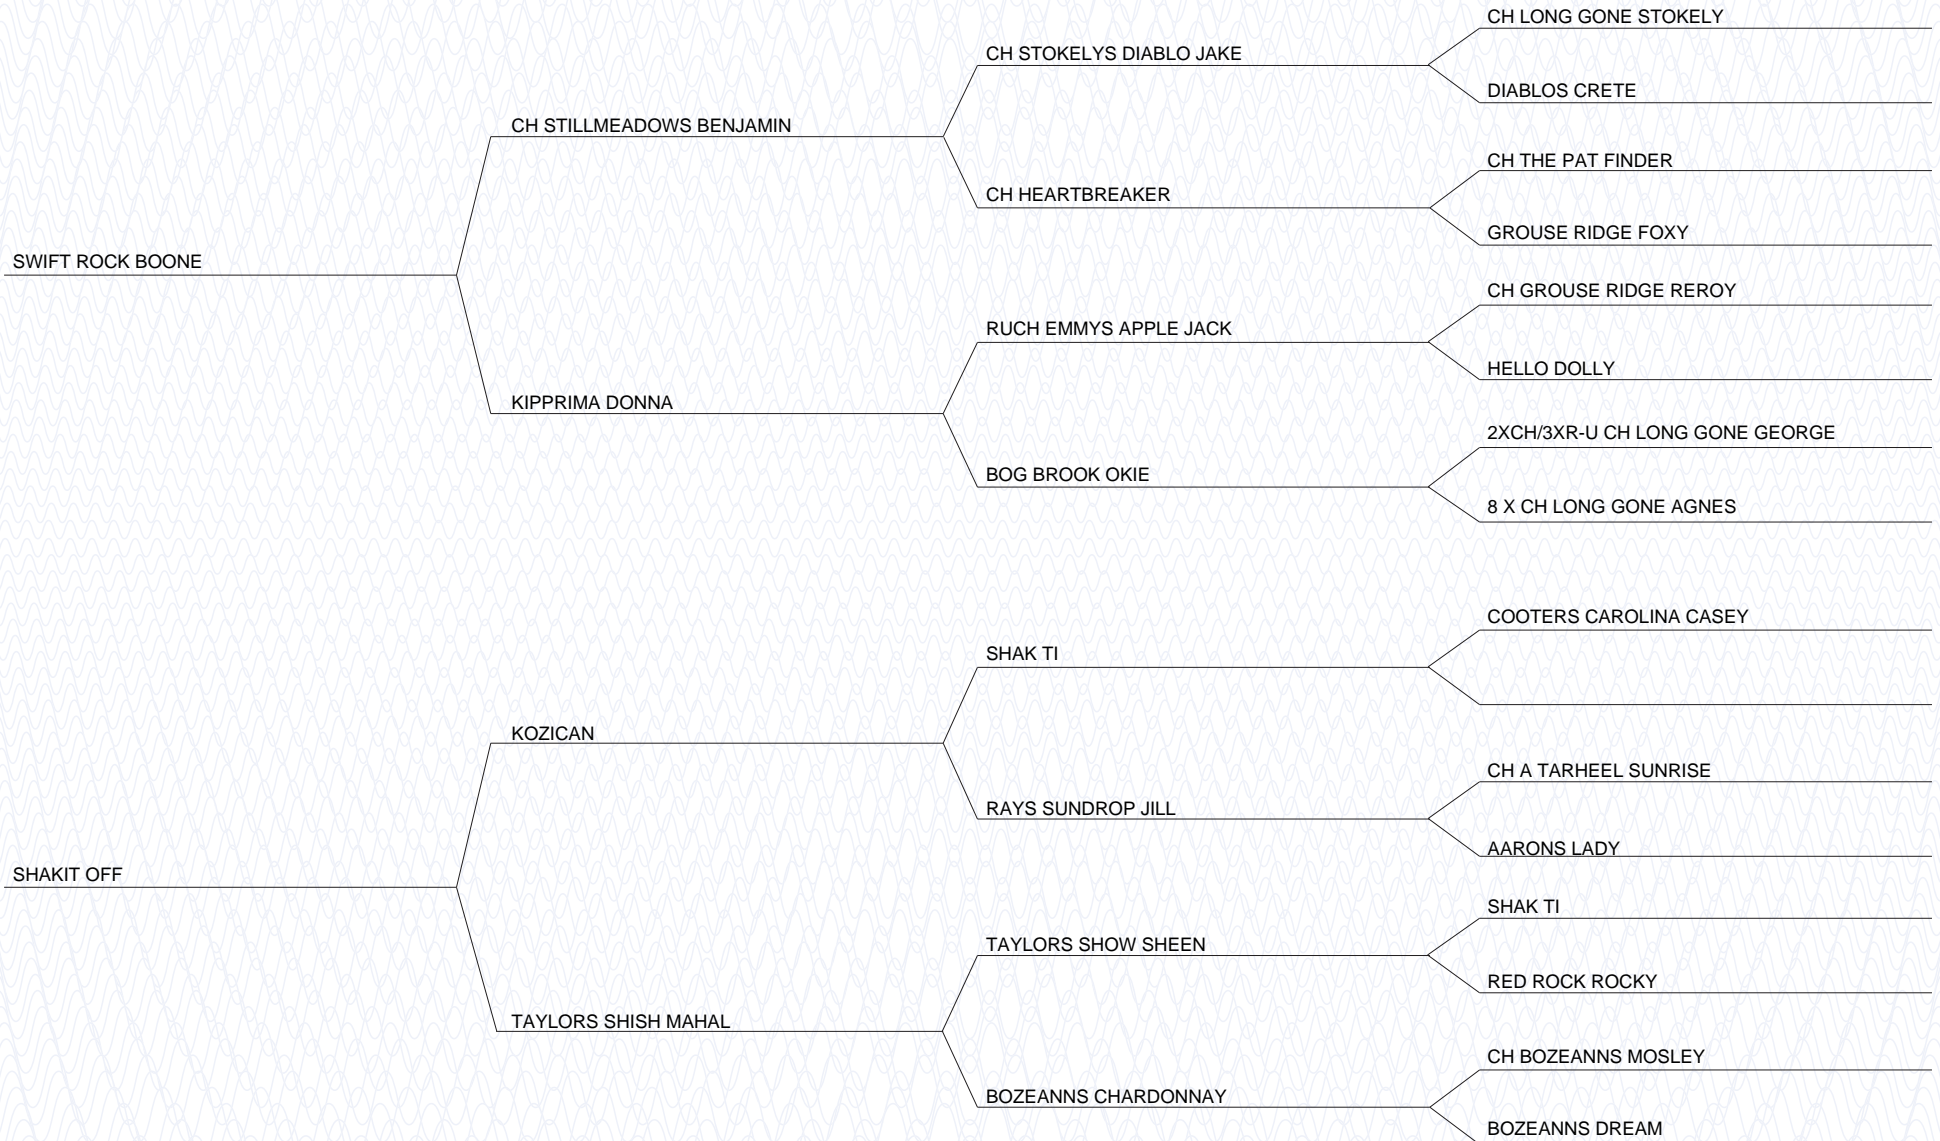 CH LONG GONE STOKELY
CH STOKELYS DIABLO JAKE
DIABLOS CRETE
CH STILLMEADOWS BENJAMIN
CH THE PAT FINDER
CH HEARTBREAKER
GROUSE RIDGE FOXY
SWIFT ROCK BOONE
CH GROUSE RIDGE REROY
RUCH EMMYS APPLE JACK
HELLO DOLLY
KIPPRIMA DONNA
2XCH/3XR-U CH LONG GONE GEORGE
BOG BROOK OKIE
8 X CH LONG GONE AGNES
COOTERS CAROLINA CASEY
SHAK TI
KOZICAN
CH A TARHEEL SUNRISE
RAYS SUNDROP JILL
AARONS LADY
SHAKIT OFF
SHAK TI
TAYLORS SHOW SHEEN
RED ROCK ROCKY
TAYLORS SHISH MAHAL
CH BOZEANNS MOSLEY
BOZEANNS CHARDONNAY
BOZEANNS DREAM